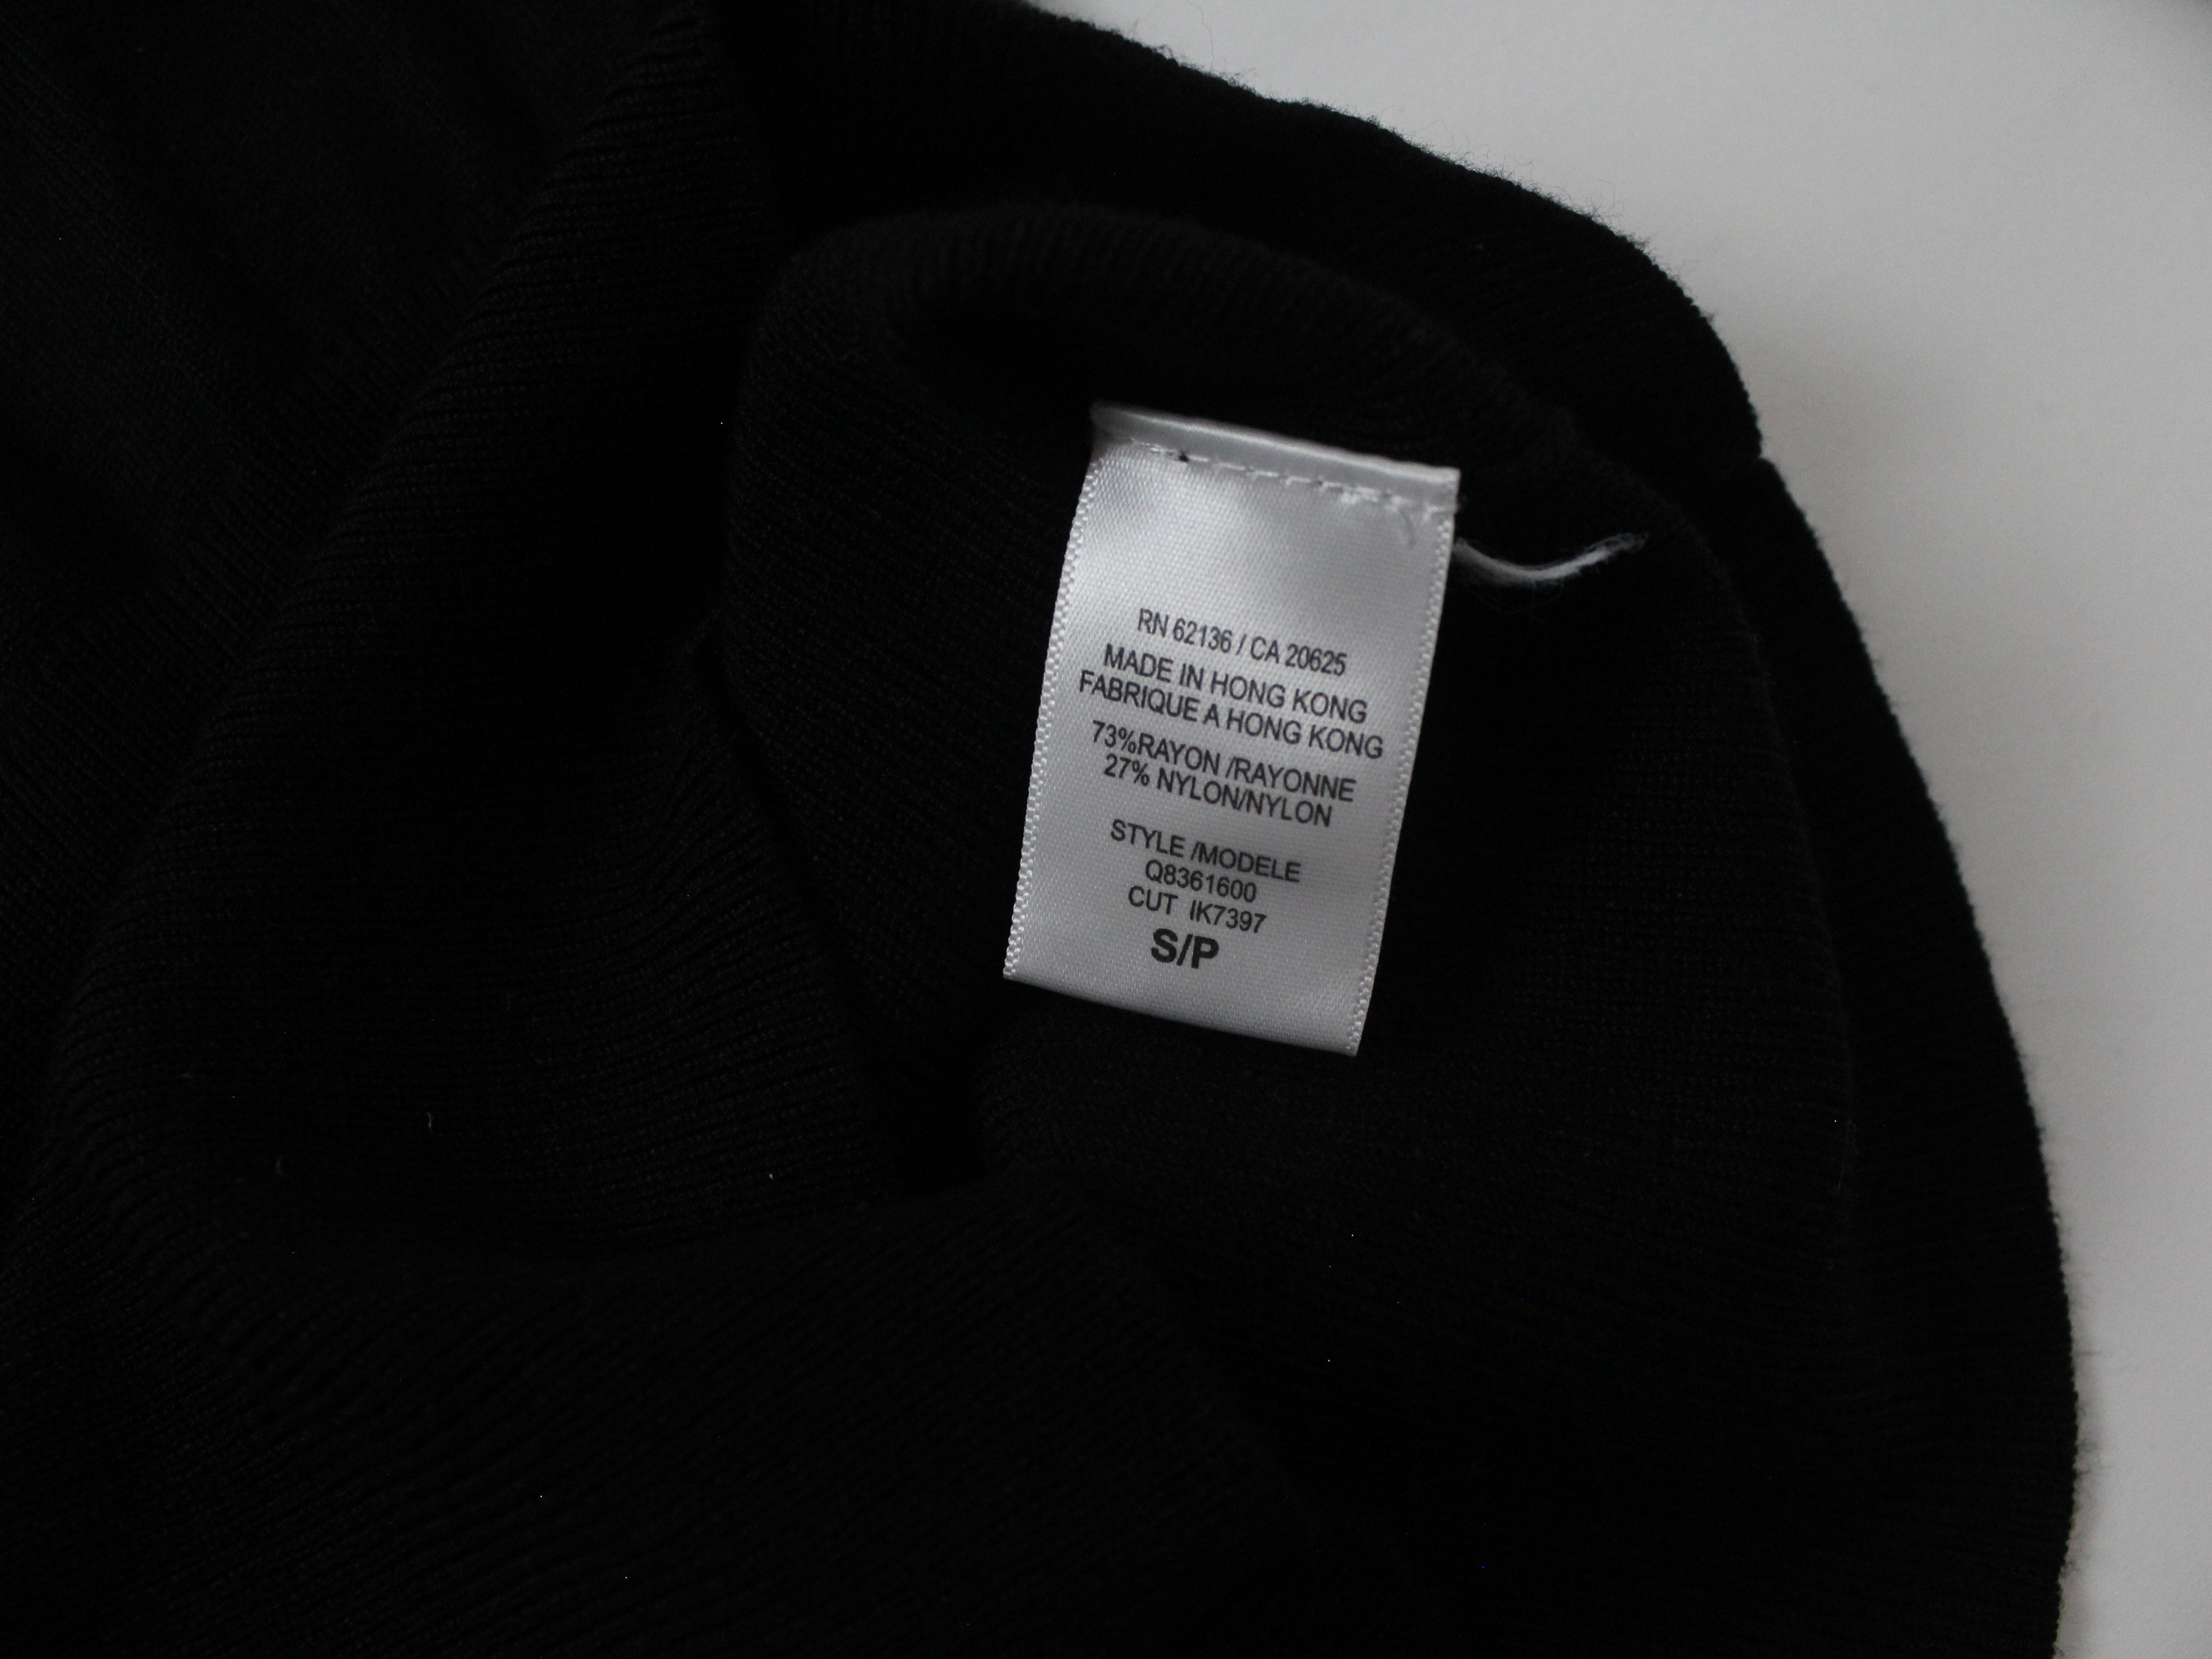 RN 62136 / CA 20625
MADE IN HONG KONG
FABRIQUE A HONG KONG
73%RAYON /RAYONNE
27% NYLON/NYLON
STYLE /MODELE
Q8361600
CUT IK7397
S/P